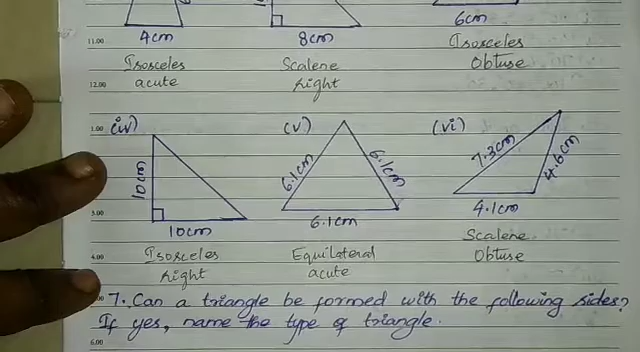 4cm 8cm 6cm
11.00
Isosceles Scalene Isosceles
acute right Obtuse
12.00
1.00 (iv) (v) (vi)
10cm 6.1cm 6.1cm 7.3cm 4.6cm
3.00 10cm 6.1cm 4.1cm
Isosceles Equilateral Scalene
4.00 right acute Obtuse
7. Can a triangle be formed with the following sides?
If yes, name the type of triangle.
6.00